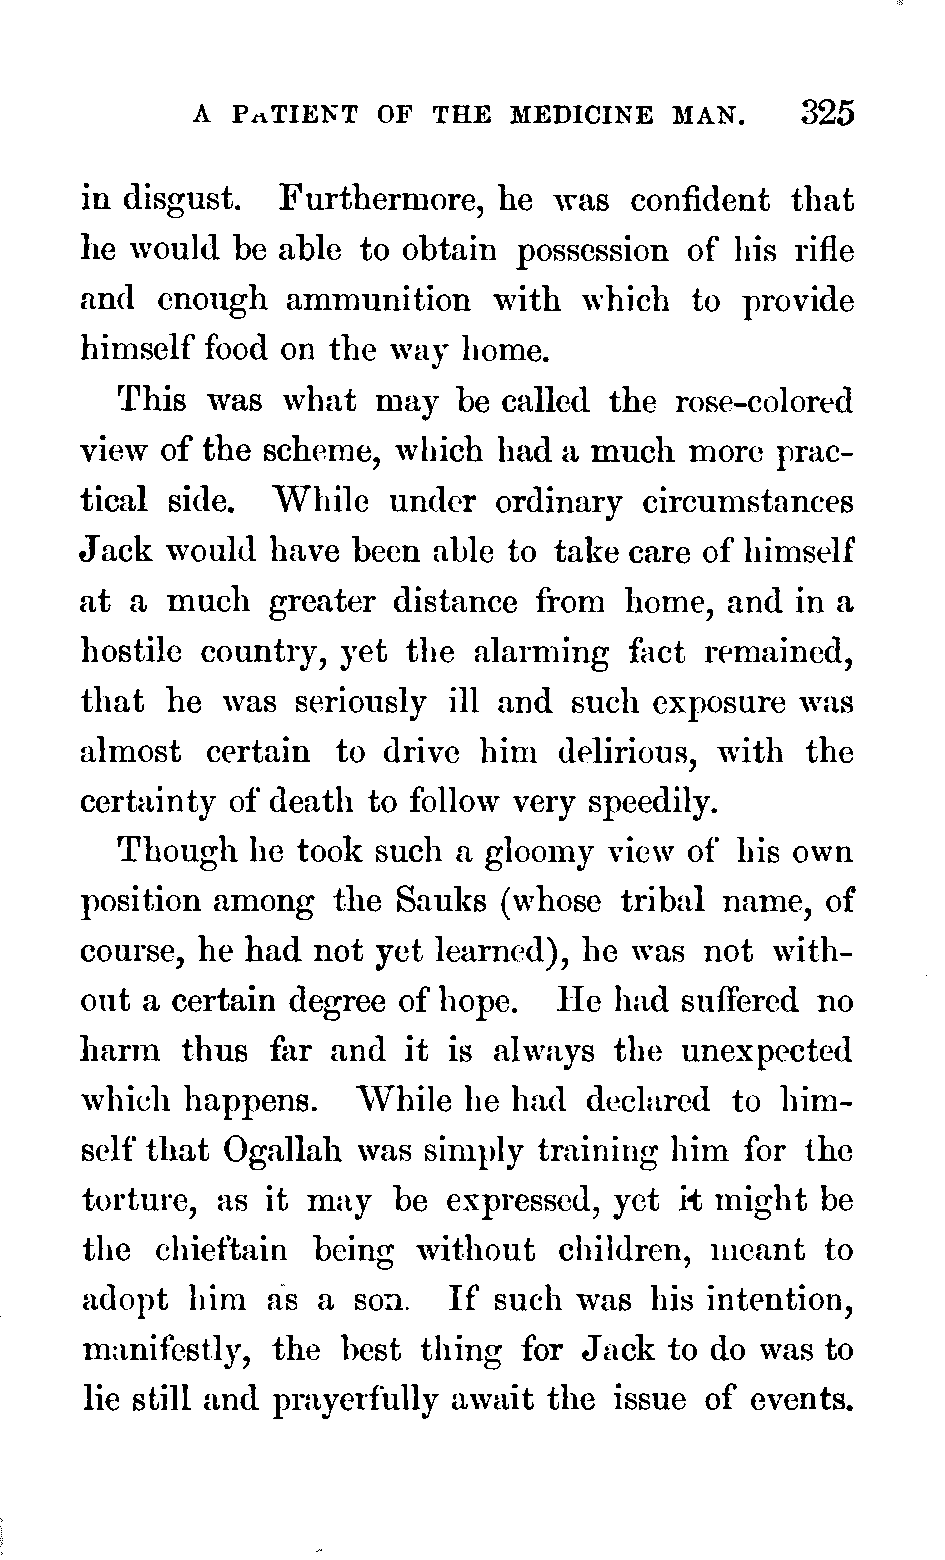 A PATIENT OF THE MEDICINE MAN. 325
in disgust. Furthermore, he was confident that
he would be able to obtain possession of his rifle
and enough ammunition with which to provide
himself food on the way home.
This was what may be called the rose-colored
view of the scheme, which had a much more prac-
tical side. While under ordinary circumstances
Jack would have been able to take care of himself
at a much greater distance from home, and in a
hostile country, yet the alarming fact remained,
that he was seriously ill and such exposure was
almost certain to drive him delirious, with the
certainty of death to follow very speedily.
Though he took such a gloomy view of his own
position among the Sauks (whose tribal name, of
course, he had not yet learned), he was not with-
out a certain degree of hope. He had suffered no
harm thus far and it is always the unexpected
which happens. While he had declared to him-
self that Ogallah was simply training him for the
torture, as it may be expressed, yet it might be
the chieftain being without children, meant to
adopt him as a son. If such was his intention,
manifestly, the best thing for Jack to do was to
lie still and prayerfully await the issue of events.